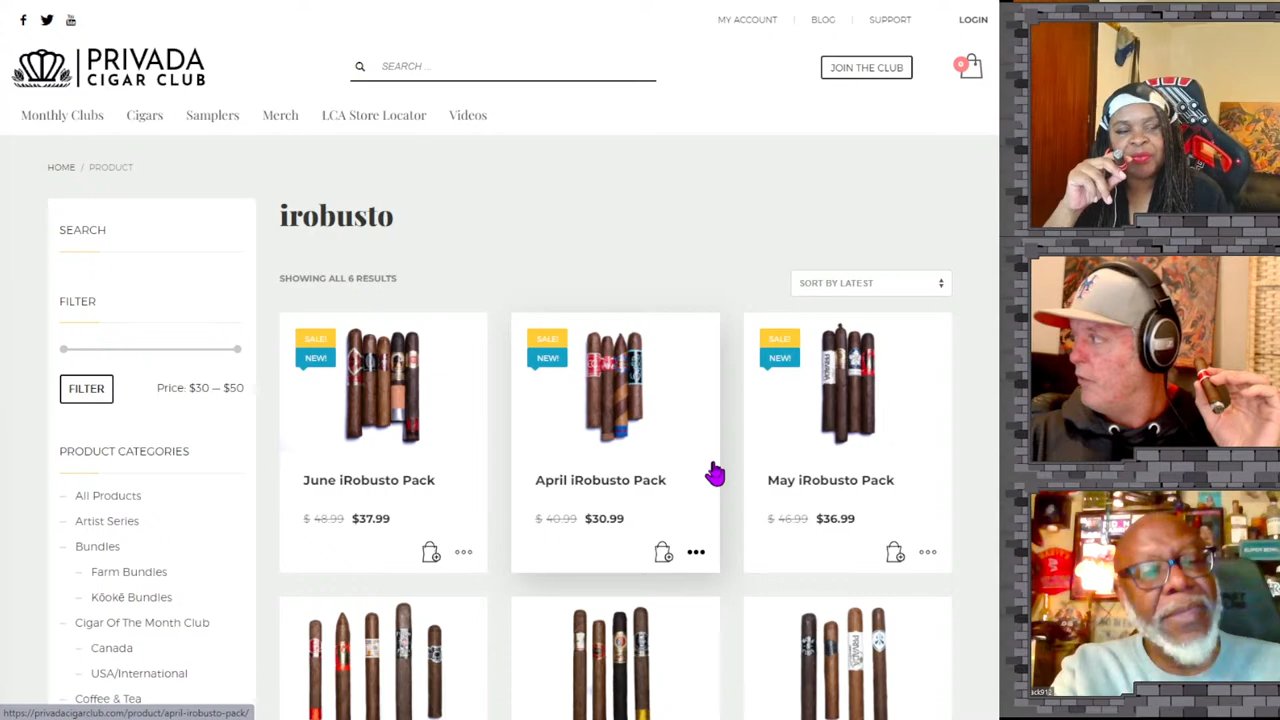 MY ACCOUNT
BLOG
SUPPORT
LOGIN
PRIVADA
CIGAR CLUB
SEARCH ...
JOIN THE CLUB
0
Monthly Clubs
Cigars
Samplers
Merch
LCA Store Locator
Videos
HOME / PRODUCT
SEARCH
FILTER
FILTER
Price: $30 — $50
PRODUCT CATEGORIES
All Products
Artist Series
Bundles
Farm Bundles
Kōokē Bundles
Cigar Of The Month Club
Canada
USA/International
Coffee & Tea
irobusto
SHOWING ALL 6 RESULTS
SORT BY LATEST
SALE!
NEW!
June iRobusto Pack
$ 48.99 $37.99
SALE!
NEW!
April iRobusto Pack
$ 40.99 $30.99
SALE!
NEW!
PRIVADA
May iRobusto Pack
$ 46.99 $36.99
PRIVADA
https://privadacigarclub.com/product/april-irobusto-pack/